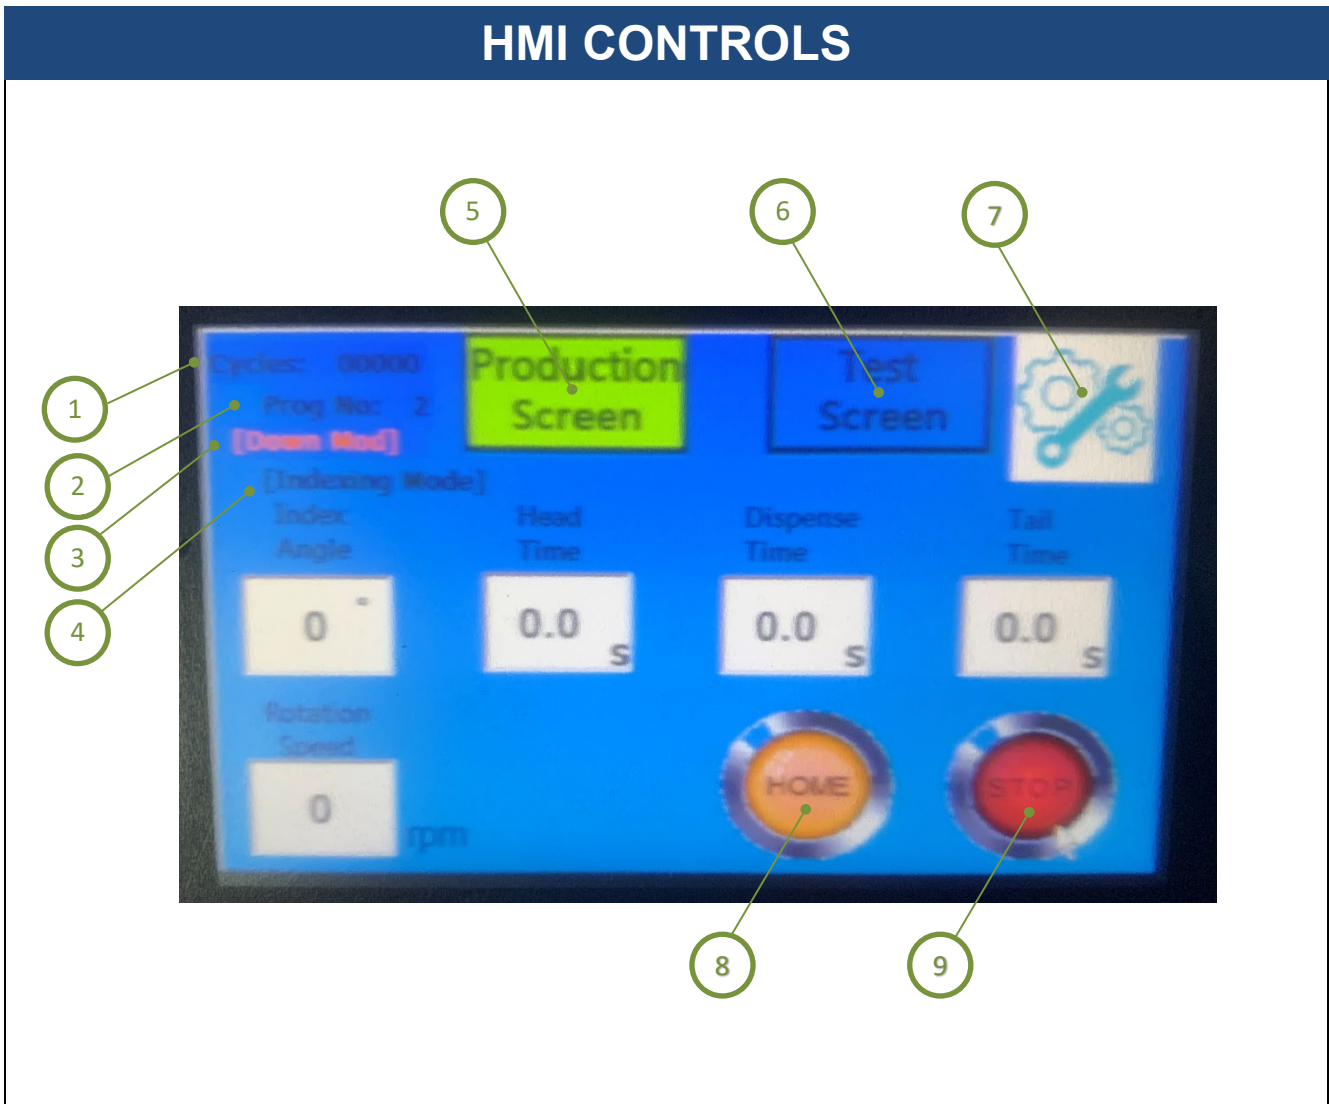 HMI CONTROLS
5
6
7
1
Cycles: 00000
Production
Screen
Test
Screen
Prog No: 2
[Down Mod]
2
[Indexing Mode]
3
Index
Angle
Head
Time
Dispense
Time
Tail
Time
4
0
0.0
s
0.0
s
0.0
s
Rotation
Speed
0
rpm
HOME
STOP
8
9